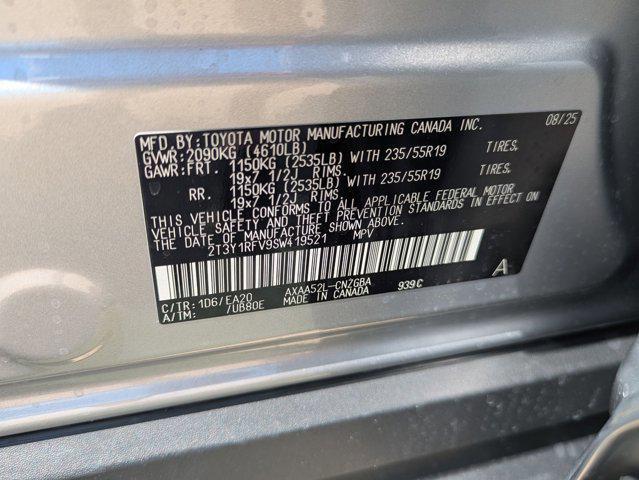 MFD.BY:TOYOTA MOTOR MANUFACTURING CANADA INC. 08/25
GVWR:2090KG (4610LB)
GAWR:FRT. 1150KG (2535LB) WITH 235/55R19 TIRES,
19x7 1/2J RIMS.
RR. 1150KG (2535LB) WITH 235/55R19 TIRES,
19x7 1/2J RIMS.
THIS VEHICLE CONFORMS TO ALL APPLICABLE FEDERAL MOTOR
VEHICLE SAFETY AND THEFT PREVENTION STANDARDS IN EFFECT ON
THE DATE OF MANUFACTURE SHOWN ABOVE.
2T3Y1RFV9SW419521 MPV
C/TR:1D6/EA20 AXAA52L-CNZGBA 939C A
A/TM: /UB80E MADE IN CANADA